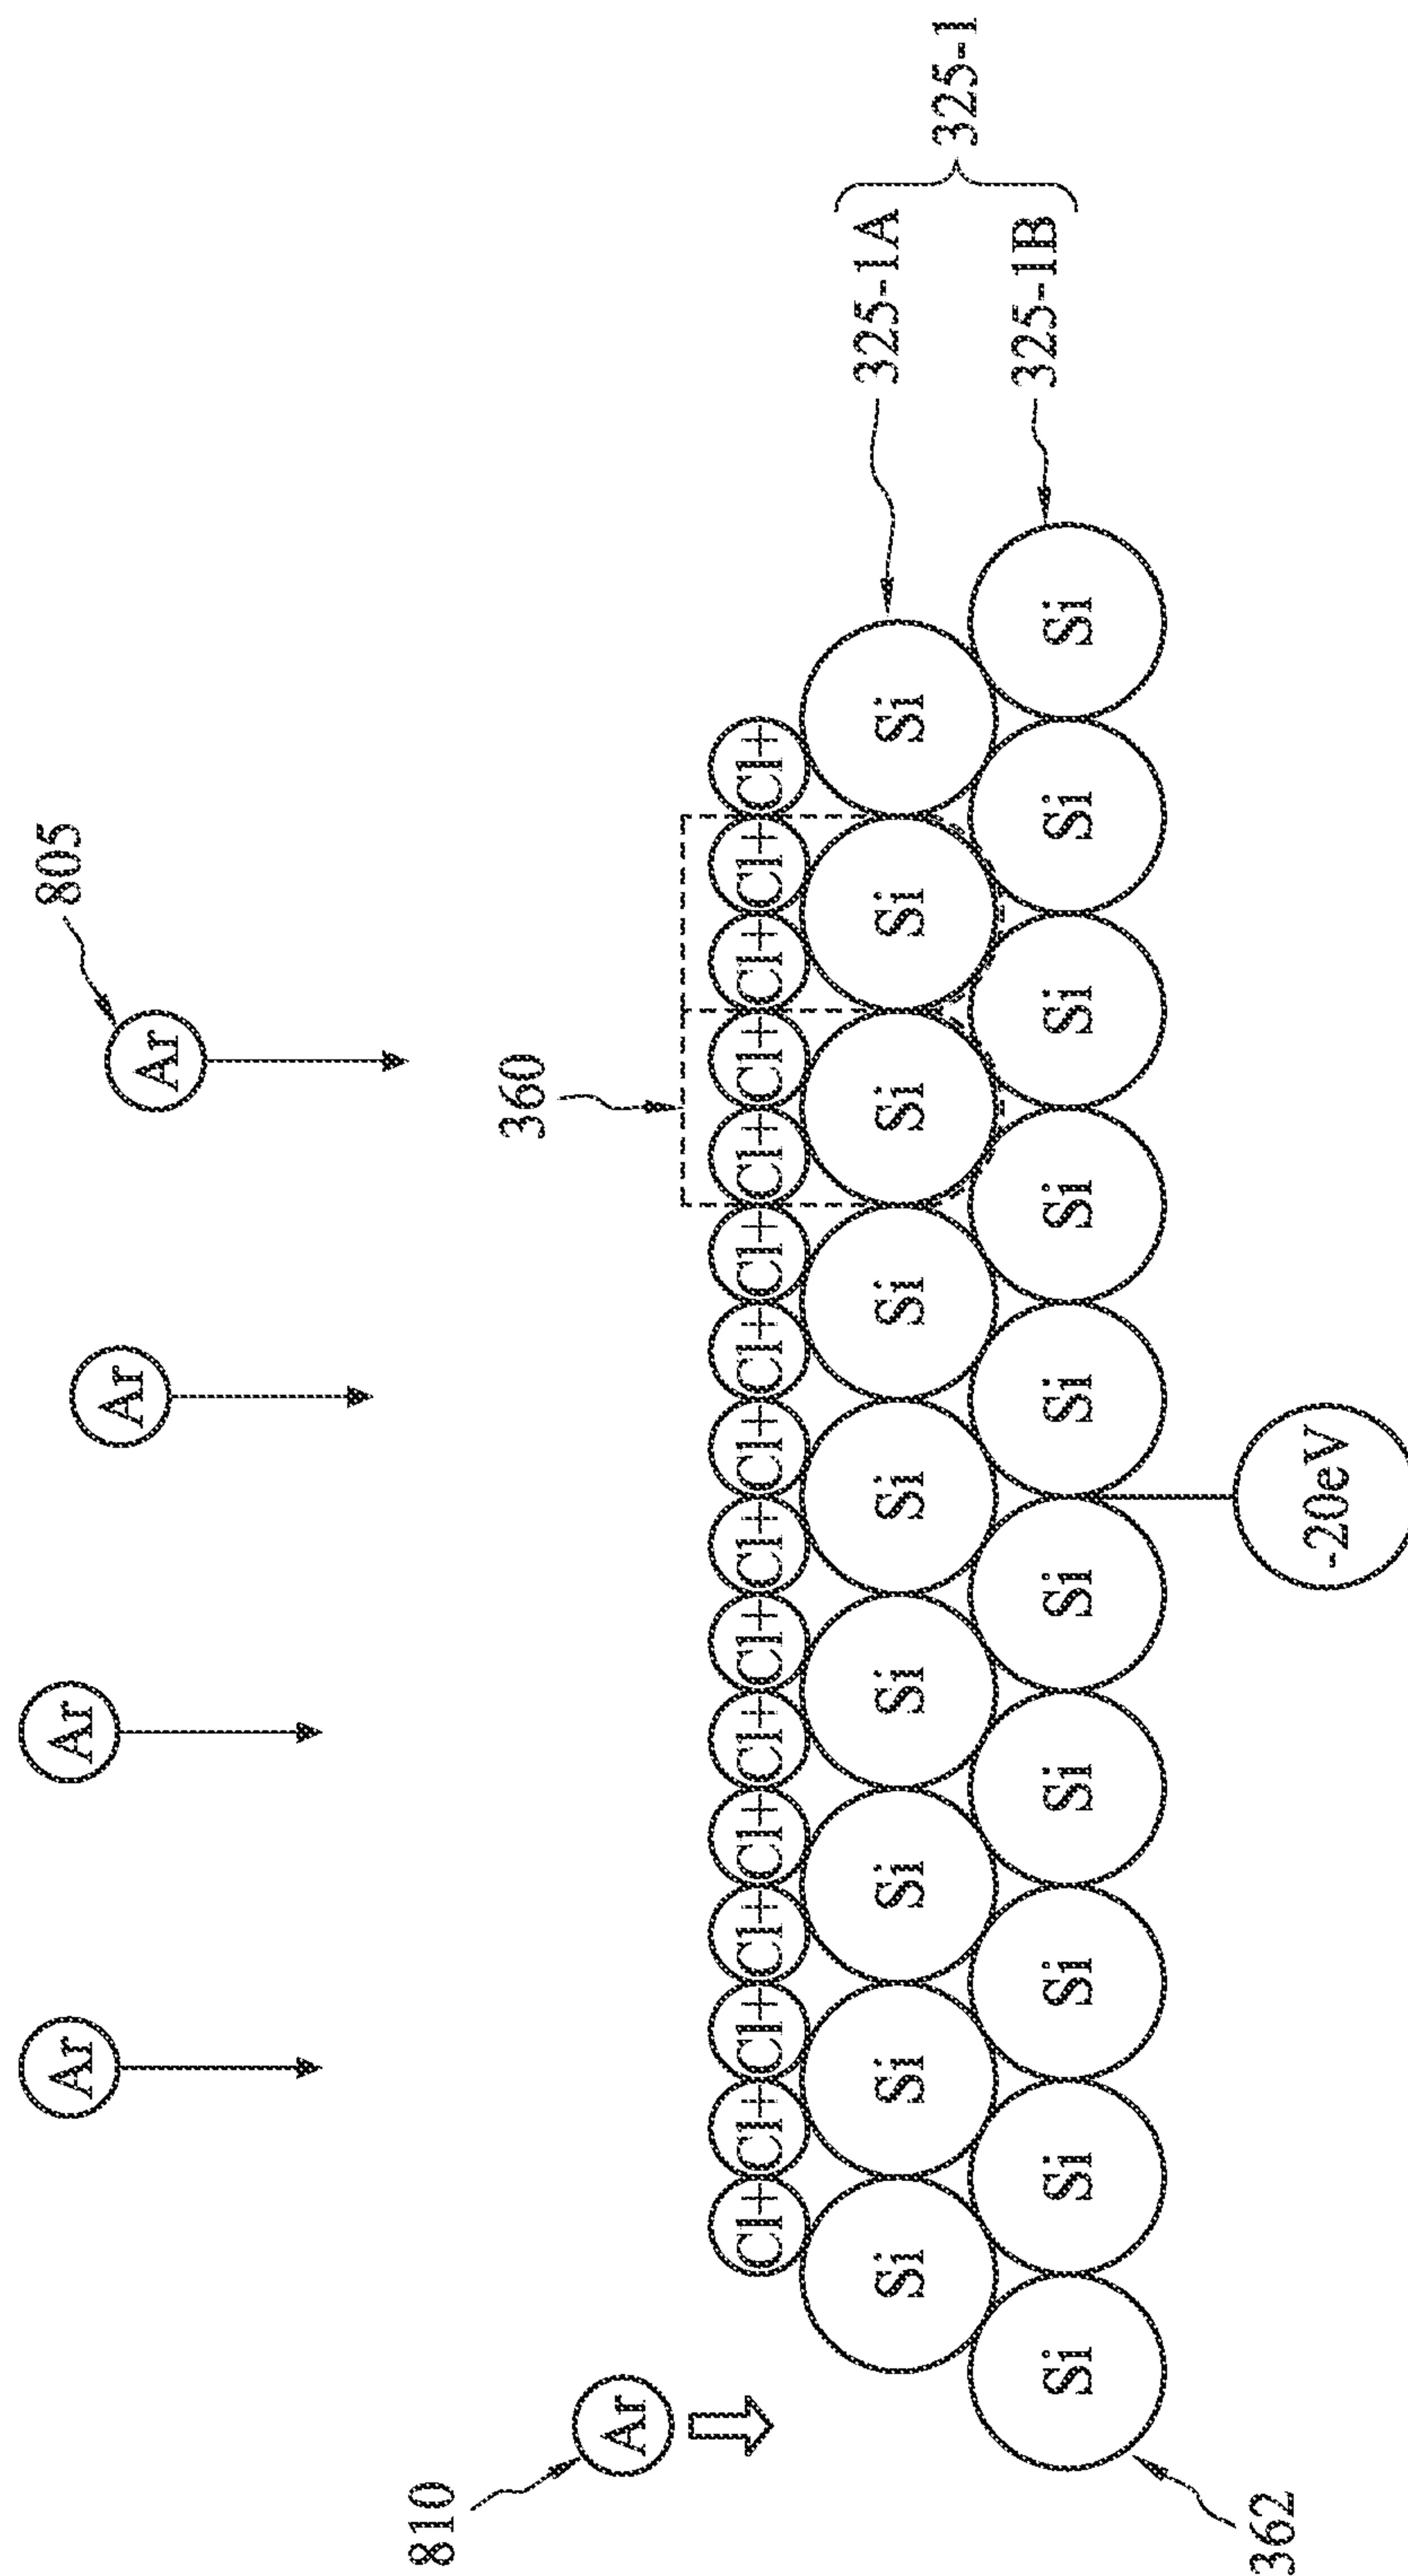 805
Ar Ar Ar Ar
810
360
Ar
Cl+ Cl+ Cl+ Cl+ Cl+ Cl+ Cl+ Cl+ Cl+ Cl+ Cl+ Cl+ Cl+ Cl+ Cl+ Cl+
Si Si Si Si Si Si Si Si Si 325-1A
325-1
Si Si Si Si Si Si Si Si Si Si 325-1B
362
-20eV